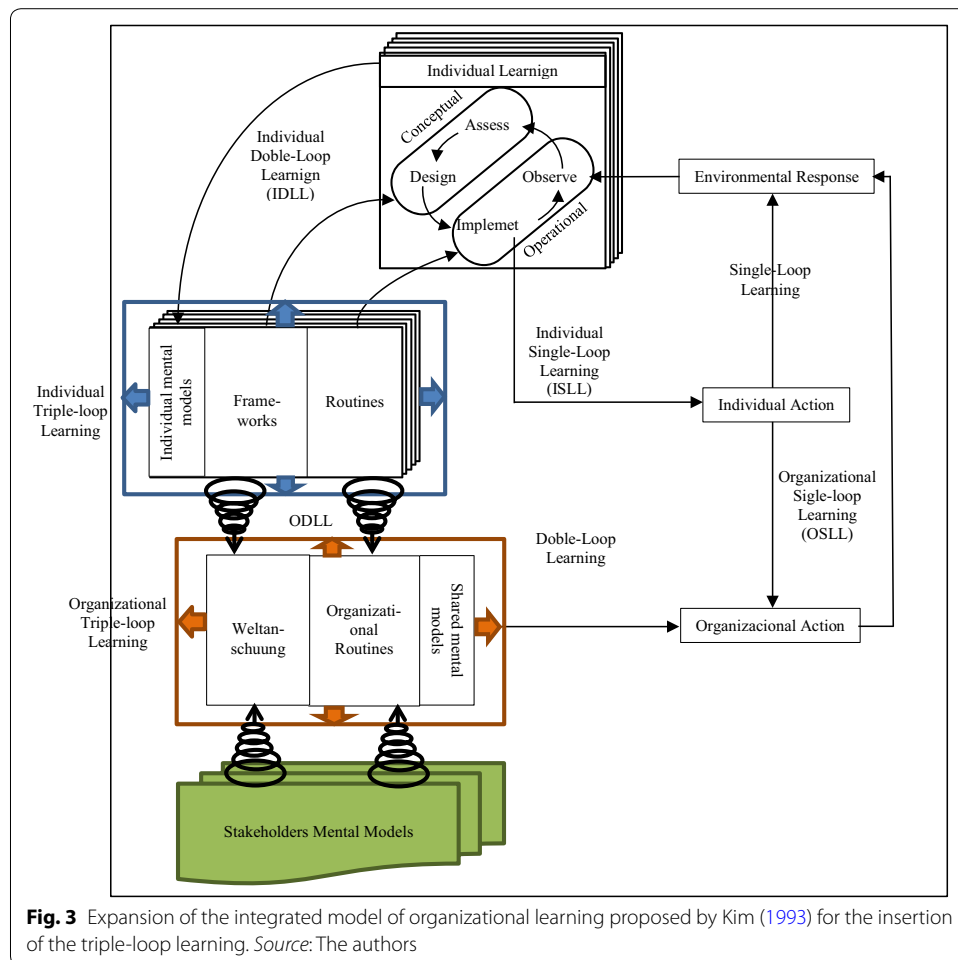 Individual Learnign
Conceptual
Assess
Design
Observe
Implemet
Operational
Individual
Doble-Loop
Learnign
(IDLL)
Environmental Response
Single-Loop
Learning
Individual
Single-Loop
Learning
(ISLL)
Individual Action
Individual
Triple-loop
Learning
Individual mental
models
Frame-
works
Routines
ODLL
Organizational
Sigle-loop
Learning
(OSLL)
Doble-Loop
Learning
Organizational
Triple-loop
Learning
Weltan-
schuung
Organizati-
onal
Routines
Shared mental
models
Organizacional Action
Stakeholders Mental Models
Fig. 3 Expansion of the integrated model of organizational learning proposed by Kim (1993) for the insertion
of the triple-loop learning. Source: The authors